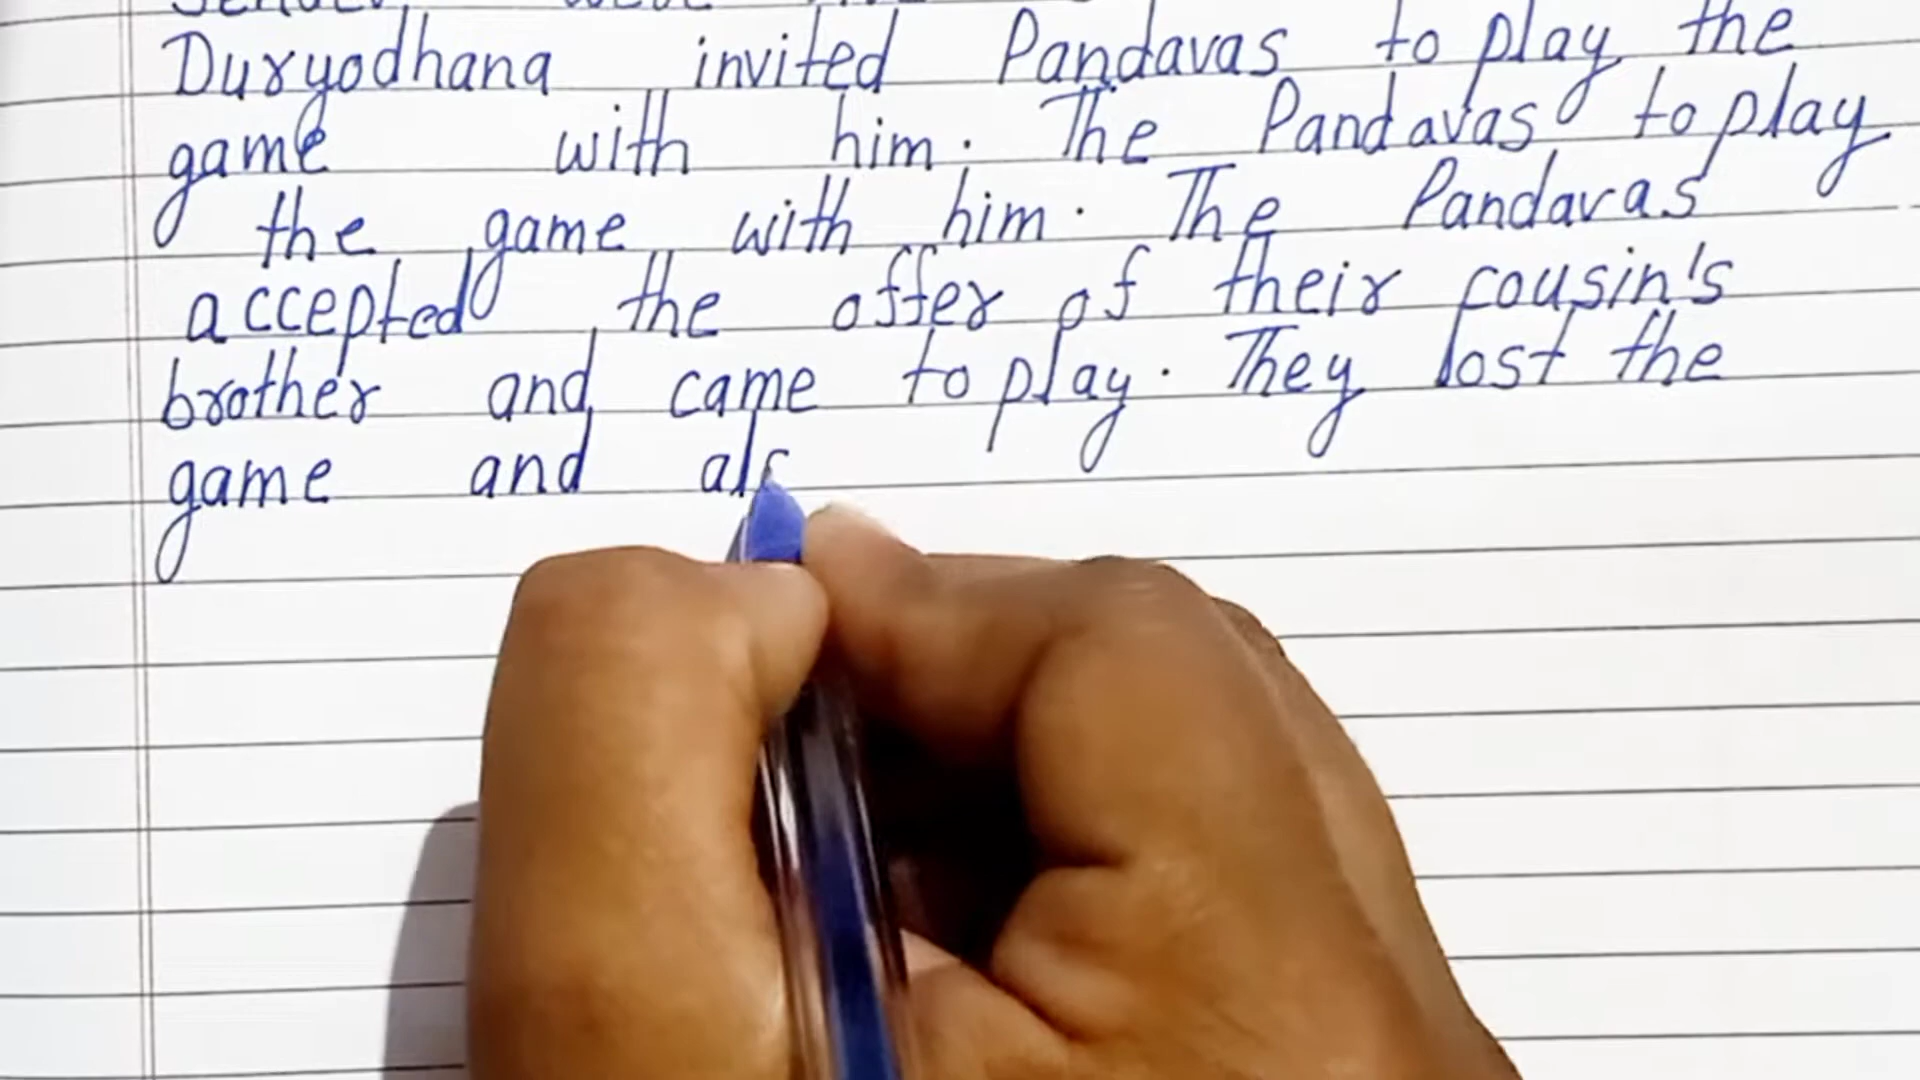 Duryodhana invited Pandavas to play the
game with him. The Pandavas to play
the game with him. The Pandavas
accepted the offer of their cousin's
brother and came to play. They lost the
game and als